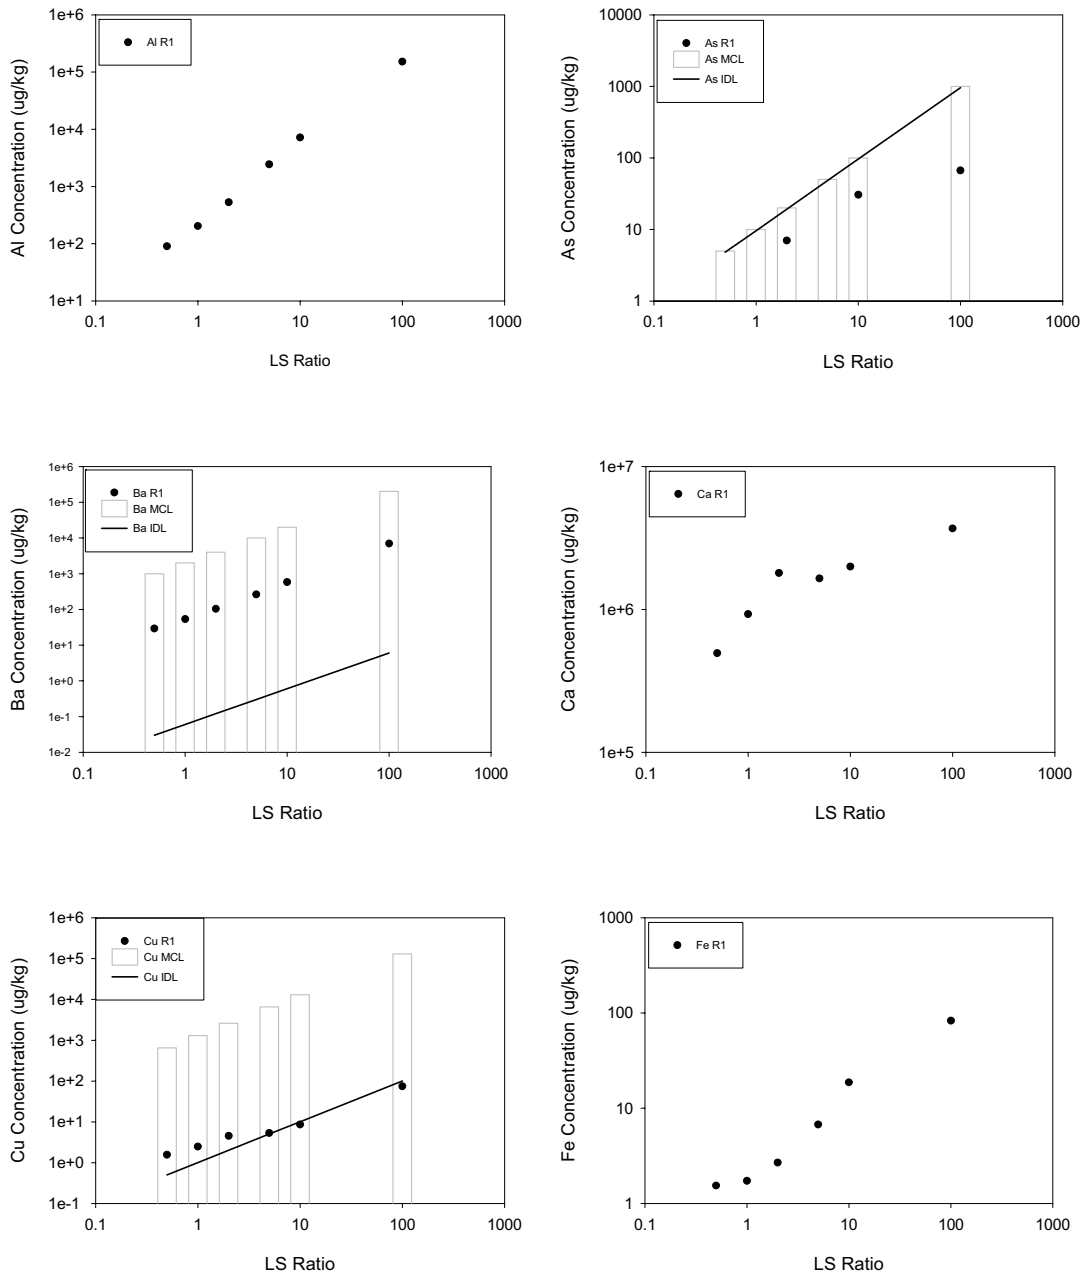 Al Concentration (ug/kg)
1e+6
1e+5
1e+4
1e+3
1e+2
1e+1
Al R1
0.1 1 10 100 1000
LS Ratio
As Concentration (ug/kg)
10000
1000
100
10
1
As R1
As MCL
As IDL
0.1 1 10 100 1000
LS Ratio
Ba Concentration (ug/kg)
1e+6
1e+5
1e+4
1e+3
1e+2
1e+1
1e+0
1e-1
1e-2
Ba R1
Ba MCL
Ba IDL
0.1 1 10 100 1000
LS Ratio
Ca Concentration (ug/kg)
1e+7
1e+6
1e+5
Ca R1
0.1 1 10 100 1000
LS Ratio
Cu Concentration (ug/kg)
1e+6
1e+5
1e+4
1e+3
1e+2
1e+1
1e+0
1e-1
Cu R1
Cu MCL
Cu IDL
0.1 1 10 100 1000
LS Ratio
Fe Concentration (ug/kg)
1000
100
10
1
Fe R1
0.1 1 10 100 1000
LS Ratio